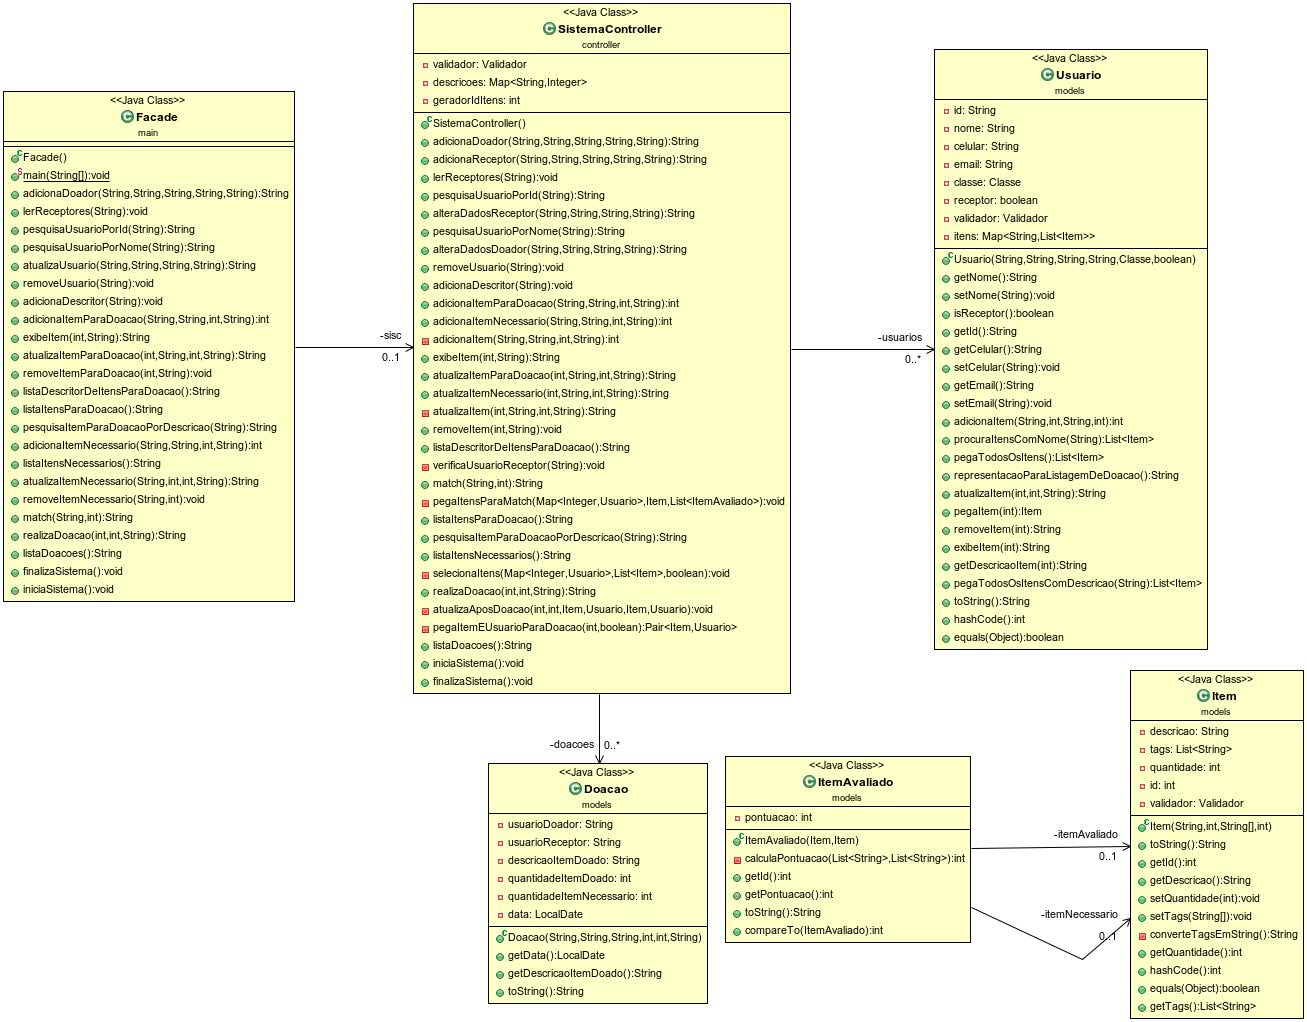 <<Java Class>>
Facade
main
Facade()
main(String[]):void
adicionaDoador(String,String,String,String,String):String
lerReceptores(String):void
pesquisaUsuarioPorId(String):String
pesquisaUsuarioPorNome(String):String
atualizaUsuario(String,String,String,String):String
removeUsuario(String):void
adicionaDescritor(String):void
adicionaItemParaDoacao(String,String,int,String):int
exibeItem(int,String):String
atualizaItemParaDoacao(int,String,int,String):String
removeItemParaDoacao(int,String):void
listaDescritorDeItensParaDoacao():String
listaItensParaDoacao():String
pesquisaItemParaDoacaoPorDescricao(String):String
adicionaItemNecessario(String,String,int,String):int
listaItensNecessarios():String
atualizaItemNecessario(String,int,int,String):String
removeItemNecessario(String,int):void
match(String,int):String
realizaDoacao(int,int,String):String
listaDoacoes():String
finalizaSistema():void
iniciaSistema():void
-sisc
0..1
<<Java Class>>
SistemaController
controller
validador: Validador
descricoes: Map<String,Integer>
geradorIdItens: int
SistemaController()
adicionaDoador(String,String,String,String,String):String
adicionaReceptor(String,String,String,String,String):String
lerReceptores(String):void
pesquisaUsuarioPorId(String):String
alteraDadosReceptor(String,String,String,String):String
pesquisaUsuarioPorNome(String):String
alteraDadosDoador(String,String,String,String):String
removeUsuario(String):void
adicionaDescritor(String):void
adicionaItemParaDoacao(String,String,int,String):int
adicionaItemNecessario(String,String,int,String):int
adicionaItem(String,String,int,String):int
exibeItem(int,String):String
atualizaItemParaDoacao(int,String,int,String):String
atualizaItemNecessario(int,String,int,String):String
atualizaItem(int,String,int,String):String
removeItem(int,String):void
listaDescritorDeItensParaDoacao():String
verificaUsuarioReceptor(String):void
match(String,int):String
pegaItensParaMatch(Map<Integer,Usuario>,Item,List<ItemAvaliado>):void
listaItensParaDoacao():String
pesquisaItemParaDoacaoPorDescricao(String):String
listaItensNecessarios():String
selecionaItens(Map<Integer,Usuario>,List<Item>,boolean):void
realizaDoacao(int,int,String):String
atualizaAposDoacao(int,int,Item,Usuario,Item,Usuario):void
pegaItemEUsuarioParaDoacao(int,boolean):Pair<Item,Usuario>
listaDoacoes():String
iniciaSistema():void
finalizaSistema():void
-usuarios
0..*
<<Java Class>>
Usuario
models
id: String
nome: String
celular: String
email: String
classe: Classe
receptor: boolean
validador: Validador
itens: Map<String,List<Item>>
Usuario(String,String,String,String,Classe,boolean)
getNome():String
setNome(String):void
isReceptor():boolean
getId():String
getCelular():String
setCelular(String):void
getEmail():String
setEmail(String):void
adicionaItem(String,int,String,int):int
procuraItensComNome(String):List<Item>
pegaTodosOsItens():List<Item>
representacaoParaListagemDeDoacao():String
atualizaItem(int,int,String):String
pegaItem(int):Item
removeItem(int):String
exibeItem(int):String
getDescricaoItem(int):String
pegaTodosOsItensComDescricao(String):List<Item>
toString():String
hashCode():int
equals(Object):boolean
-doacoes
0..*
<<Java Class>>
Doacao
models
usuarioDoador: String
usuarioReceptor: String
descricaoItemDoado: String
quantidadeItemDoado: int
quantidadeItemNecessario: int
data: LocalDate
Doacao(String,String,String,int,int,String)
getData():LocalDate
getDescricaoItemDoado():String
toString():String
<<Java Class>>
ItemAvaliado
models
pontuacao: int
ItemAvaliado(Item,Item)
calculaPontuacao(List<String>,List<String>):int
getId():int
getPontuacao():int
toString():String
compareTo(ItemAvaliado):int
-itemAvaliado
0..1
-itemNecessario
0..1
<<Java Class>>
Item
models
descricao: String
tags: List<String>
quantidade: int
id: int
validador: Validador
Item(String,int,String[],int)
toString():String
getId():int
getDescricao():String
setQuantidade(int):void
setTags(String[]):void
converteTagsEmString():String
getQuantidade():int
hashCode():int
equals(Object):boolean
getTags():List<String>